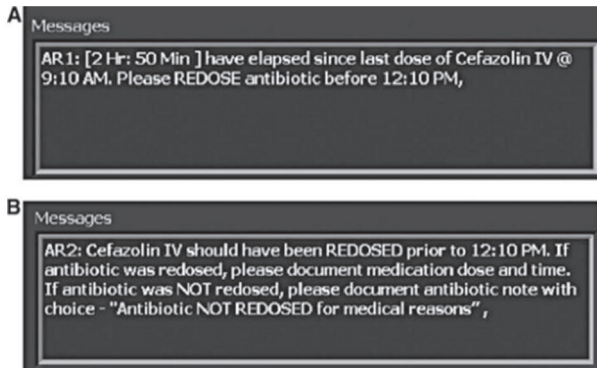 A
Messages
AR1: [2 Hr: 50 Min ] have elapsed since last dose of Cefazolin IV @
9:10 AM. Please REDOSE antibiotic before 12:10 PM,
B
Messages
AR2: Cefazolin IV should have been REDOSED prior to 12:10 PM. If
antibiotic was redosed, please document medication dose and time.
If antibiotic was NOT redosed, please document antibiotic note with
choice - "Antibiotic NOT REDOSED for medical reasons",